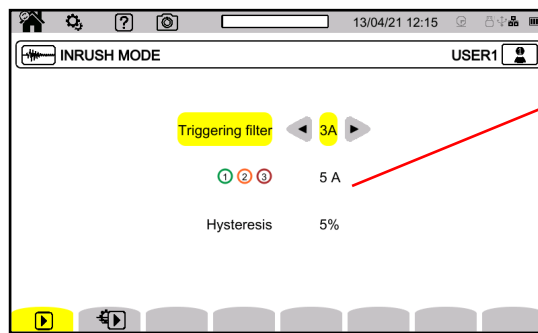 ? 13/04/21 12:15
INRUSH MODE USER1
Triggering filter ◄ 3A ►
1 2 3 5 A
Hysteresis 5%